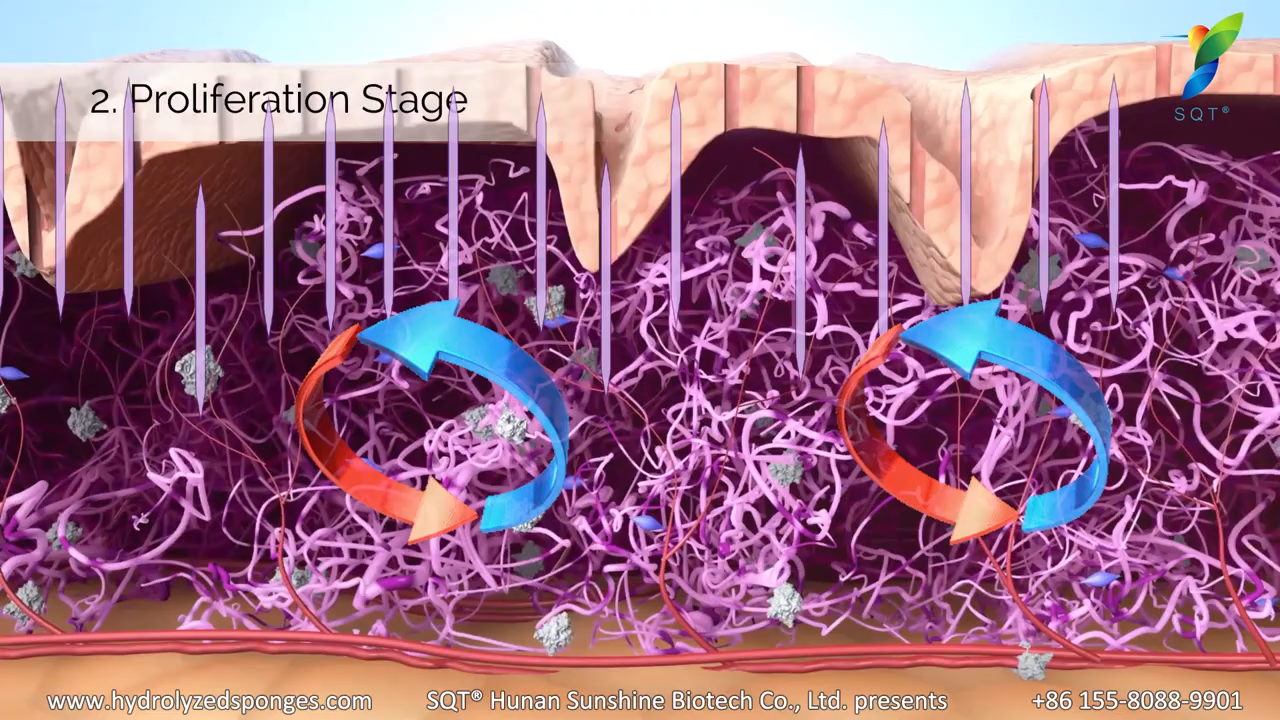 2. Proliferation Stage
SQT®
www.hydrolyzedsponges.com
SQT® Hunan Sunshine Biotech Co., Ltd. presents
+86 155-8088-9901